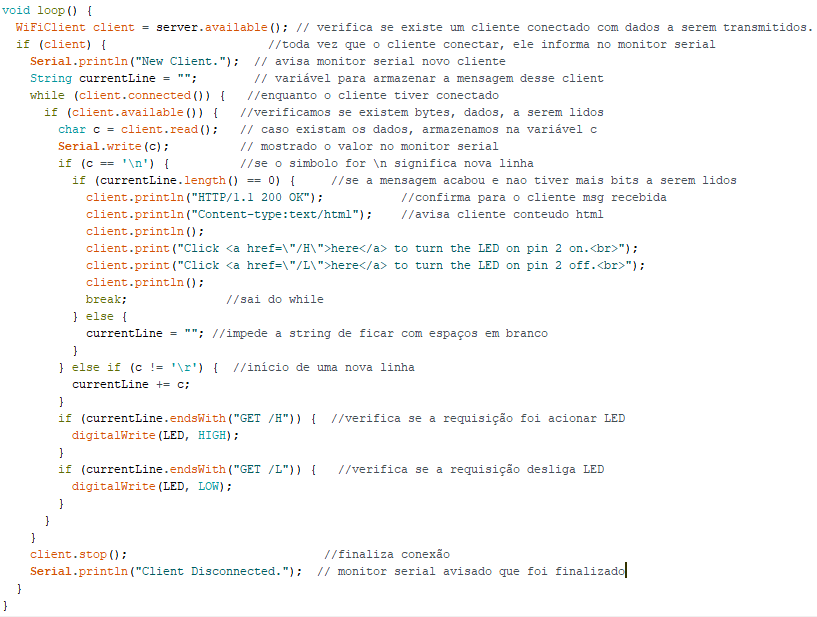 void loop() {
  WiFiClient client = server.available(); // verifica se existe um cliente conectado com dados a serem transmitidos.
  if (client) {                       //toda vez que o cliente conectar, ele informa no monitor serial
    Serial.println("New Client.");  // avisa monitor serial novo cliente
    String currentLine = "";        // variável para armazenar a mensagem desse client
    while (client.connected()) {   //enquanto o cliente tiver conectado
      if (client.available()) {   //verificamos se existem bytes, dados, a serem lidos
        char c = client.read();   // caso existam os dados, armazenamos na variável c
        Serial.write(c);          // mostrado o valor no monitor serial
        if (c == '\n') {          //se o simbolo for \n significa nova linha
          if (currentLine.length() == 0) {     //se a mensagem acabou e nao tiver mais bits a serem lidos
            client.println("HTTP/1.1 200 OK");           //confirma para o cliente msg recebida
            client.println("Content-type:text/html");    //avisa cliente conteudo html
            client.println();
            client.print("Click <a href=\"/H\">here</a> to turn the LED on pin 2 on.<br>");
            client.print("Click <a href=\"/L\">here</a> to turn the LED on pin 2 off.<br>");
            client.println();
            break;              //sai do while
          } else {
            currentLine = ""; //impede a string de ficar com espaços em branco
          }
        } else if (c != '\r') {  //início de uma nova linha
          currentLine += c;
        }
        if (currentLine.endsWith("GET /H")) {  //verifica se a requisição foi acionar LED
          digitalWrite(LED, HIGH);
        }
        if (currentLine.endsWith("GET /L")) {   //verifica se a requisição desliga LED
          digitalWrite(LED, LOW);
        }
      }
    }
    client.stop();                            //finaliza conexão
    Serial.println("Client Disconnected.");  // monitor serial avisado que foi finalizado
  }
}